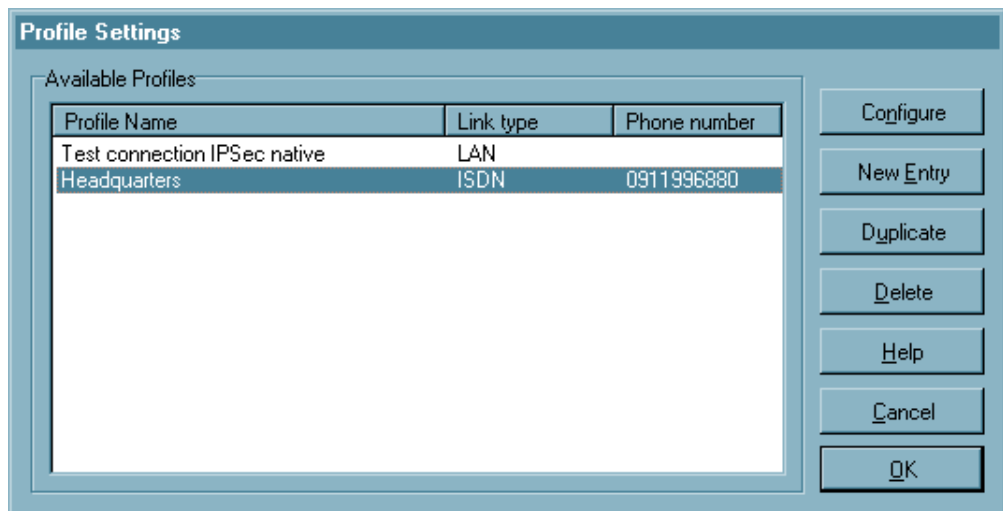 Profile Settings
Available Profiles
Profile Name Link type Phone number
Test connection IPSec native LAN
Headquarters ISDN 0911996880
Configure
New Entry
Duplicate
Delete
Help
Cancel
OK